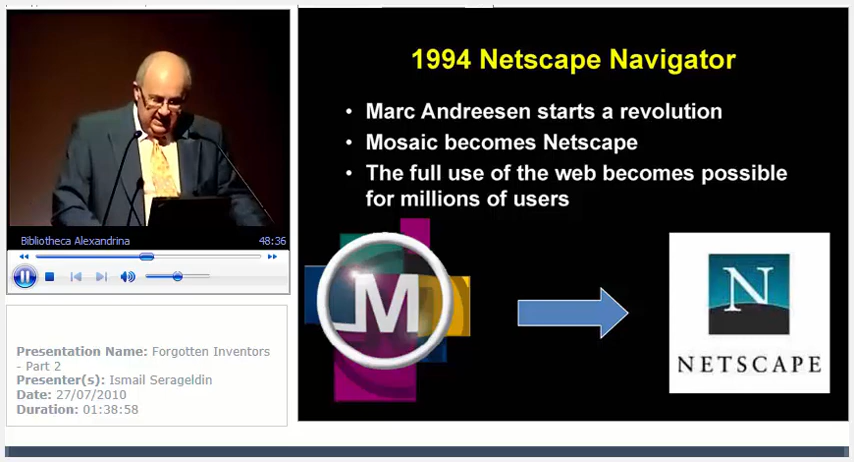 1994 Netscape Navigator
• Marc Andreesen starts a revolution
• Mosaic becomes Netscape
• The full use of the web becomes possible
for millions of users
M
N
NETSCAPE
Bibliotheca Alexandrina 48:36
Presentation Name: Forgotten Inventors
- Part 2
Presenter(s): Ismail Serageldin
Date: 27/07/2010
Duration: 01:38:58